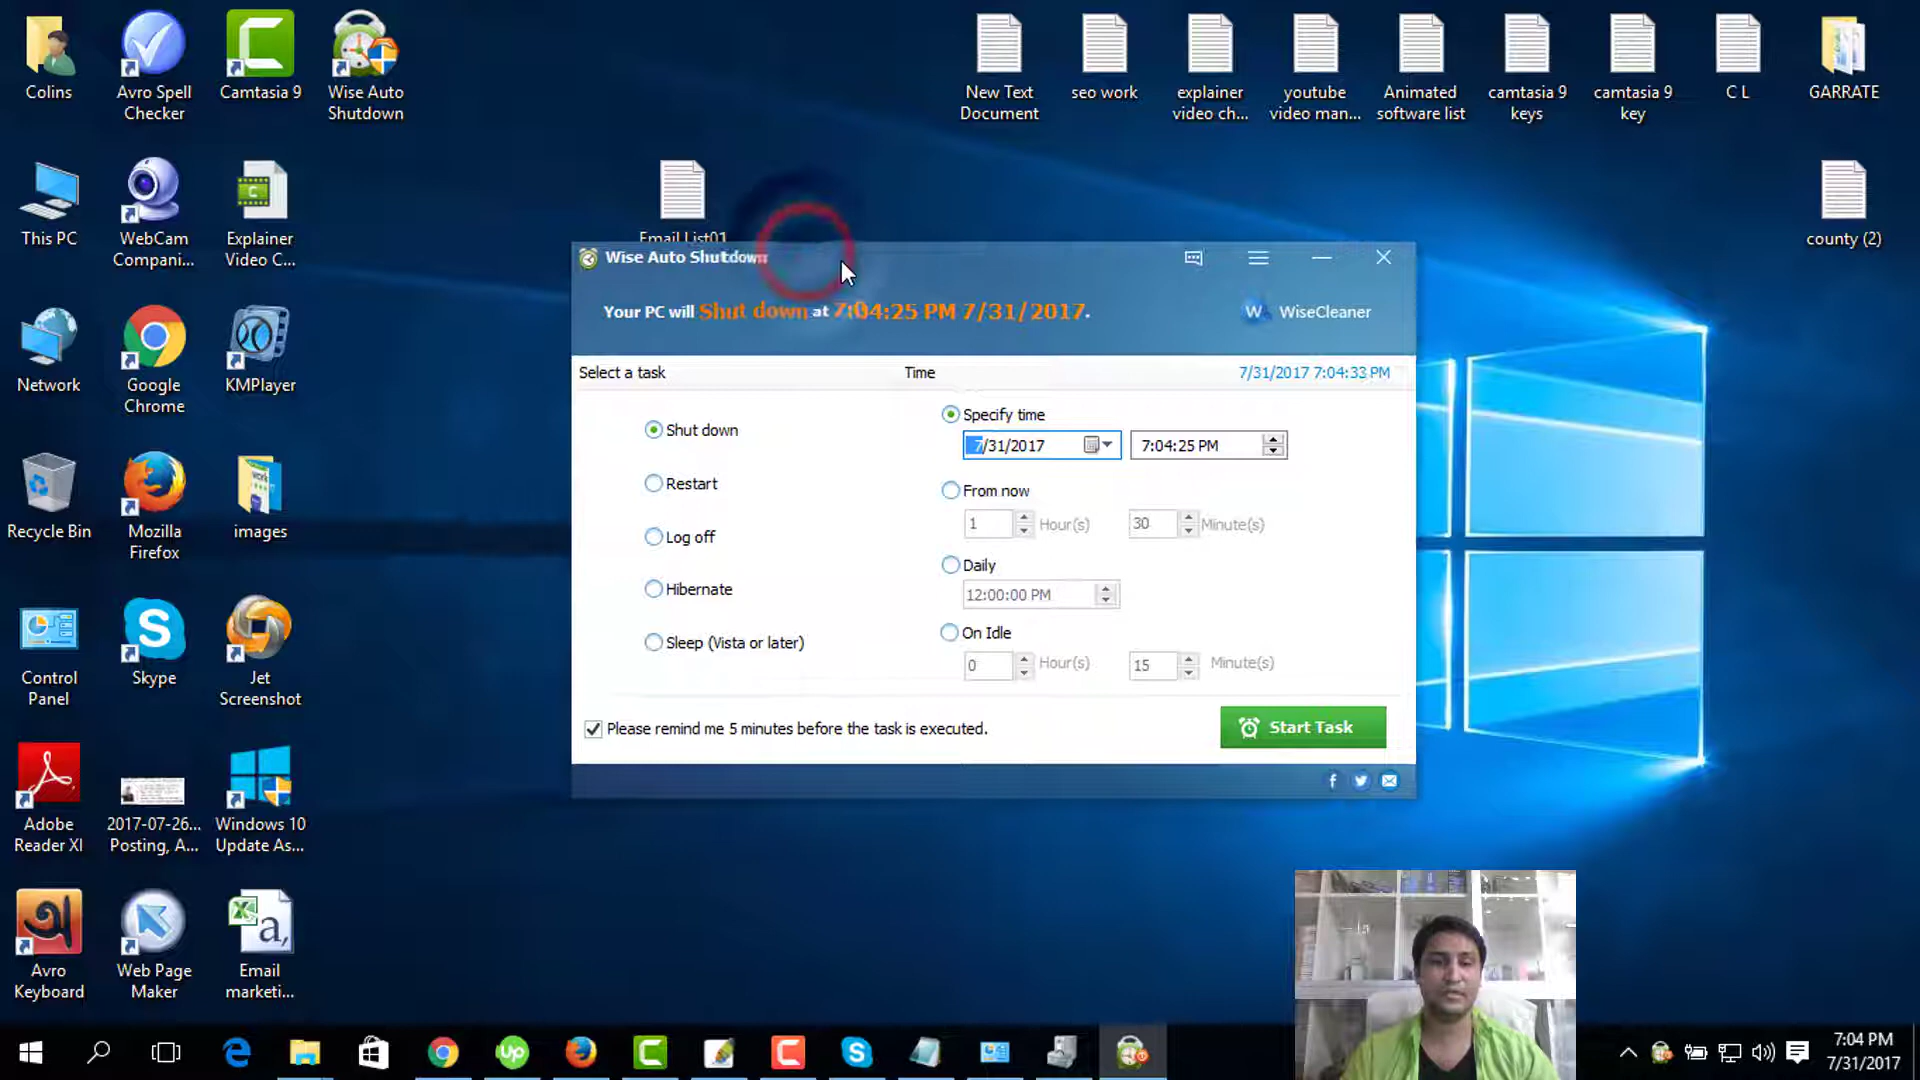 Colins
Avro Spell
Checker
Camtasia 9
Wise Auto
Shutdown
New Text
Document
seo work
explainer
video ch...
youtube
video man...
Animated
software list
camtasia 9
keys
camtasia 9
key
C L
GARRATE
This PC
WebCam
Compani...
Explainer
Video C...
Email List01
county (2)
Network
Google
Chrome
KMPlayer
Recycle Bin
Mozilla
Firefox
images
Control
Panel
Skype
Jet
Screenshot
Adobe
Reader XI
2017-07-26...
Posting, A...
Windows 10
Update As...
Avro
Keyboard
Web Page
Maker
Email
marketi...
Wise Auto Shutdown
Your PC will Shut down at 7:04:25 PM 7/31/2017.
WiseCleaner
Select a task
Time
7/31/2017 7:04:33 PM
Shut down
Restart
Log off
Hibernate
Sleep (Vista or later)
Specify time
7/31/2017
7:04:25 PM
From now
1 Hour(s) 30 Minute(s)
Daily
12:00:00 PM
On Idle
0 Hour(s) 15 Minute(s)
Please remind me 5 minutes before the task is executed.
Start Task
7:04 PM
7/31/2017